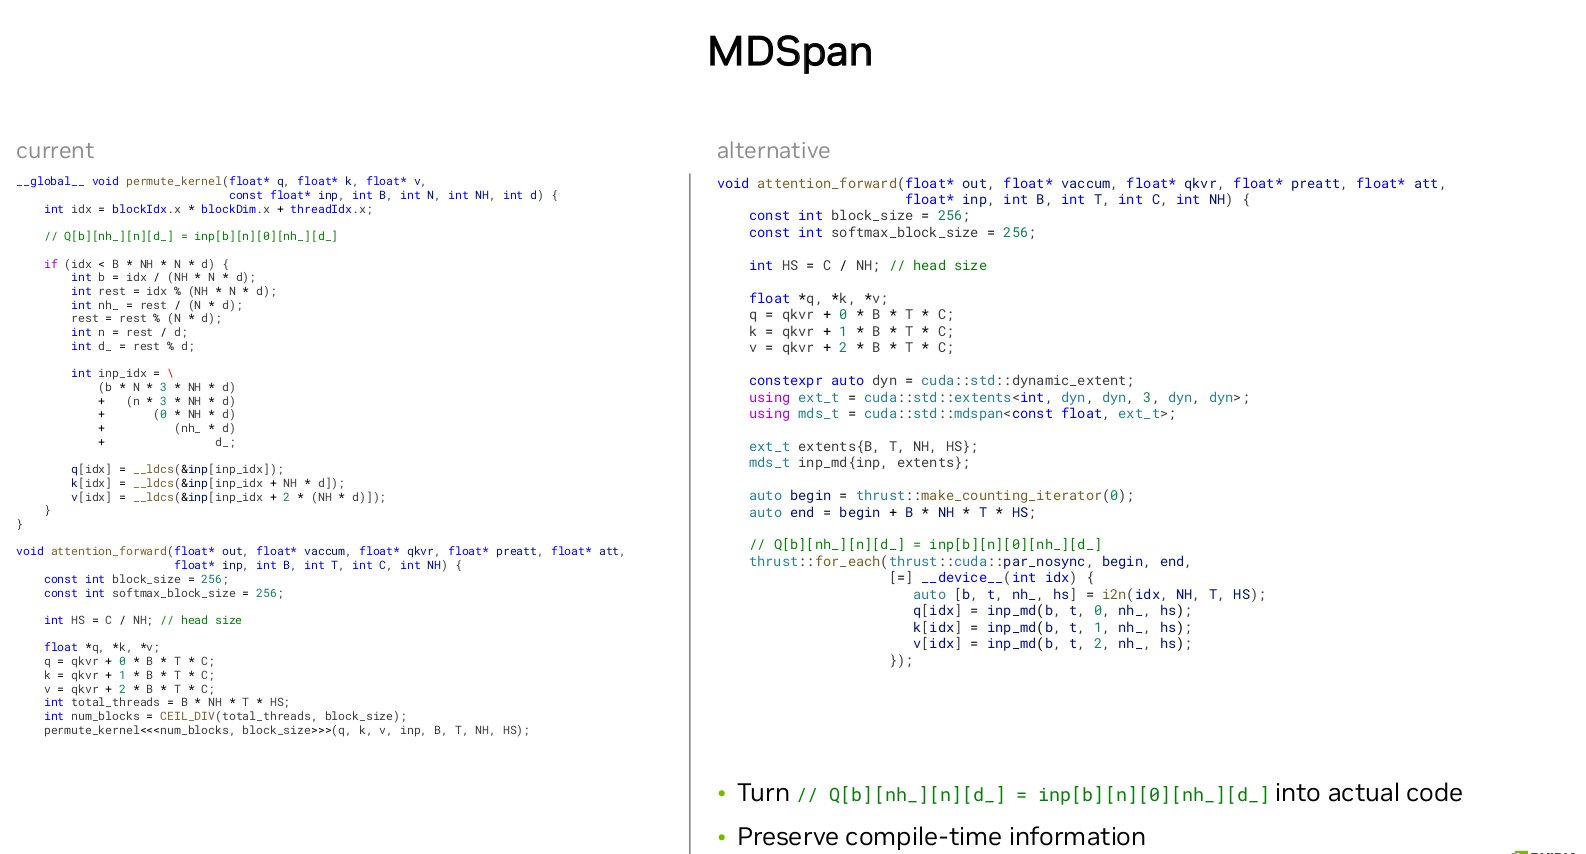 MDSpan
current
__global__ void permute_kernel(float* q, float* k, float* v,
                               const float* inp, int B, int N, int NH, int d) {
    int idx = blockIdx.x * blockDim.x + threadIdx.x;

    // Q[b][nh_][n][d_] = inp[b][n][0][nh_][d_]

    if (idx < B * NH * N * d) {
        int b = idx / (NH * N * d);
        int rest = idx % (NH * N * d);
        int nh_ = rest / (N * d);
        rest = rest % (N * d);
        int n = rest / d;
        int d_ = rest % d;

        int inp_idx = \
            (b * N * 3 * NH * d)
            +   (n * 3 * NH * d)
            +       (0 * NH * d)
            +          (nh_ * d)
            +                d_;

        q[idx] = __ldcs(&inp[inp_idx]);
        k[idx] = __ldcs(&inp[inp_idx + NH * d]);
        v[idx] = __ldcs(&inp[inp_idx + 2 * (NH * d)]);
    }
}

void attention_forward(float* out, float* vaccum, float* qkvr, float* preatt, float* att,
                       float* inp, int B, int T, int C, int NH) {
    const int block_size = 256;
    const int softmax_block_size = 256;

    int HS = C / NH; // head size

    float *q, *k, *v;
    q = qkvr + 0 * B * T * C;
    k = qkvr + 1 * B * T * C;
    v = qkvr + 2 * B * T * C;
    int total_threads = B * NH * T * HS;
    int num_blocks = CEIL_DIV(total_threads, block_size);
    permute_kernel<<<num_blocks, block_size>>>(q, k, v, inp, B, T, NH, HS);
alternative
void attention_forward(float* out, float* vaccum, float* qkvr, float* preatt, float* att,
                       float* inp, int B, int T, int C, int NH) {
    const int block_size = 256;
    const int softmax_block_size = 256;

    int HS = C / NH; // head size

    float *q, *k, *v;
    q = qkvr + 0 * B * T * C;
    k = qkvr + 1 * B * T * C;
    v = qkvr + 2 * B * T * C;

    constexpr auto dyn = cuda::std::dynamic_extent;
    using ext_t = cuda::std::extents<int, dyn, dyn, 3, dyn, dyn>;
    using mds_t = cuda::std::mdspan<const float, ext_t>;

    ext_t extents{B, T, NH, HS};
    mds_t inp_md{inp, extents};

    auto begin = thrust::make_counting_iterator(0);
    auto end = begin + B * NH * T * HS;

    // Q[b][nh_][n][d_] = inp[b][n][0][nh_][d_]
    thrust::for_each(thrust::cuda::par_nosync, begin, end,
                     [=] __device__(int idx) {
                        auto [b, t, nh_, hs] = i2n(idx, NH, T, HS);
                        q[idx] = inp_md(b, t, 0, nh_, hs);
                        k[idx] = inp_md(b, t, 1, nh_, hs);
                        v[idx] = inp_md(b, t, 2, nh_, hs);
                     });
• Turn // Q[b][nh_][n][d_] = inp[b][n][0][nh_][d_] into actual code
• Preserve compile-time information